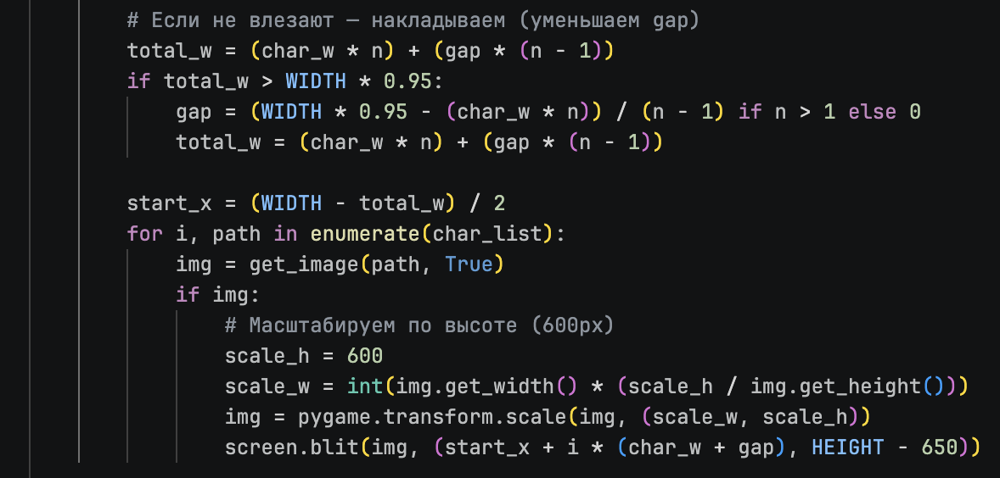 # Если не влезают — накладываем (уменьшаем gap)
total_w = (char_w * n) + (gap * (n - 1))
if total_w > WIDTH * 0.95:
gap = (WIDTH * 0.95 - (char_w * n)) / (n - 1) if n > 1 else 0
total_w = (char_w * n) + (gap * (n - 1))
start_x = (WIDTH - total_w) / 2
for i, path in enumerate(char_list):
img = get_image(path, True)
if img:
# Масштабируем по высоте (600px)
scale_h = 600
scale_w = int(img.get_width() * (scale_h / img.get_height()))
img = pygame.transform.scale(img, (scale_w, scale_h))
screen.blit(img, (start_x + i * (char_w + gap), HEIGHT - 650))